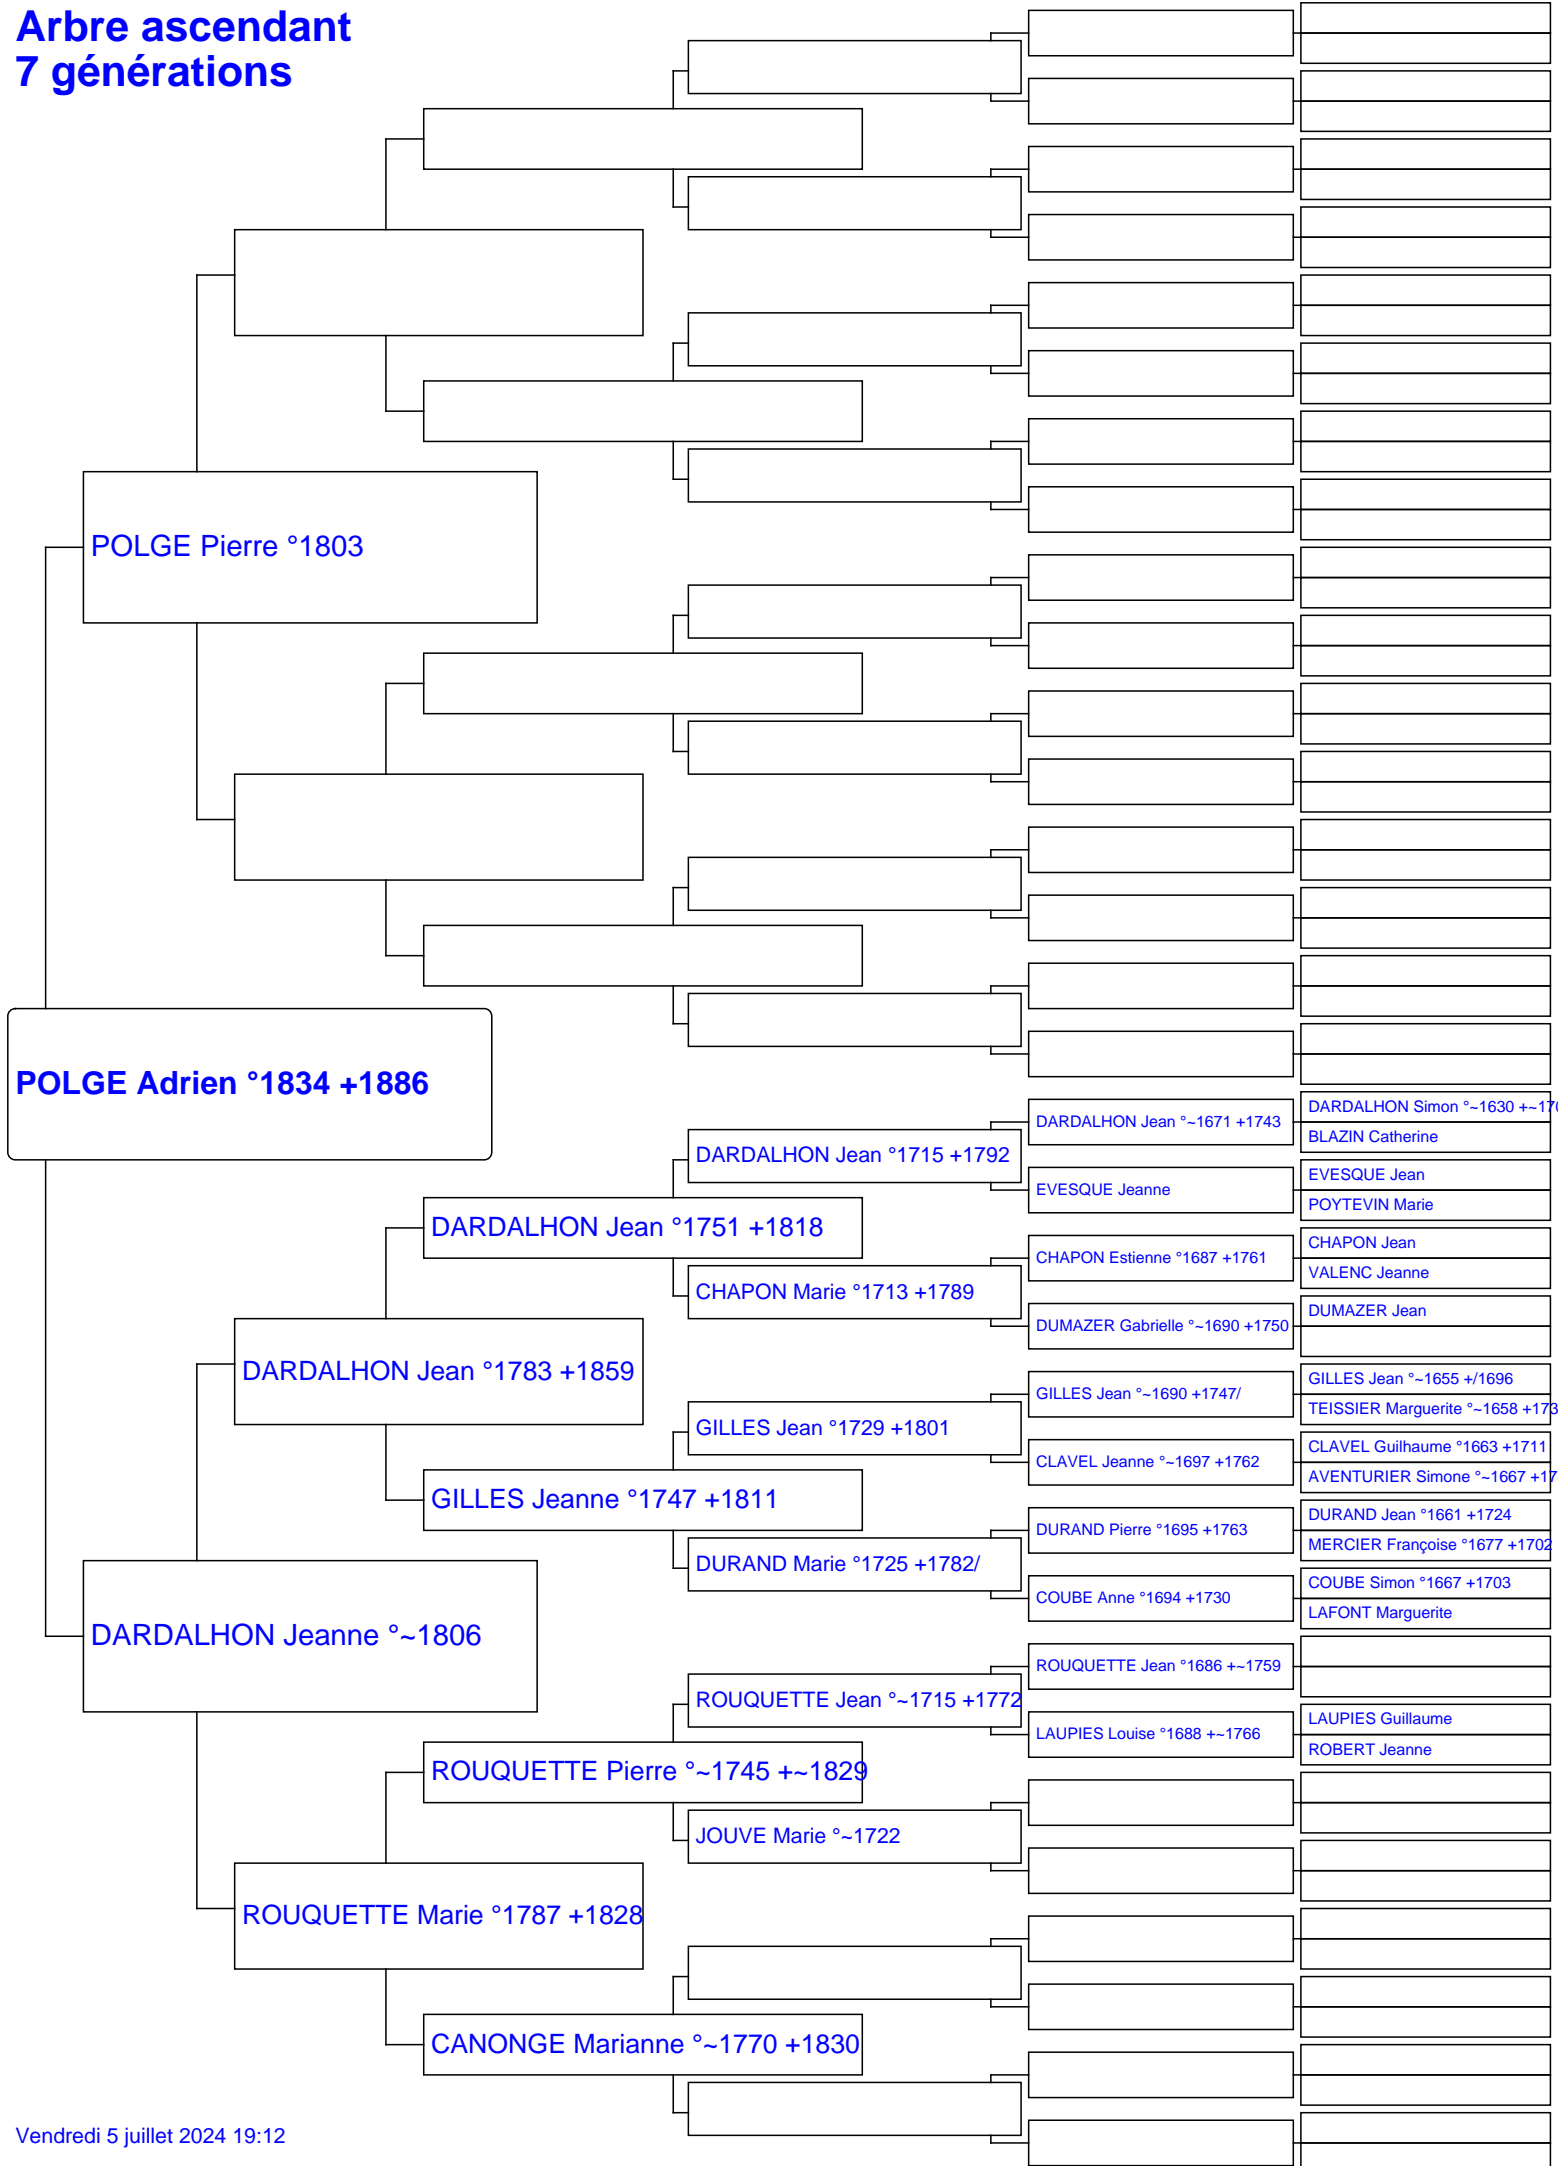 Arbre ascendant
7 générations
POLGE Pierre °1803
POLGE Adrien °1834 +1886
DARDALHON Simon °~1630 +~170
DARDALHON Jean °~1671 +1743
BLAZIN Catherine
DARDALHON Jean °1715 +1792
EVESQUE Jean
EVESQUE Jeanne
POYTEVIN Marie
DARDALHON Jean °1751 +1818
CHAPON Jean
CHAPON Estienne °1687 +1761
VALENC Jeanne
CHAPON Marie °1713 +1789
DUMAZER Jean
DUMAZER Gabrielle °~1690 +1750
DARDALHON Jean °1783 +1859
GILLES Jean °~1655 +/1696
GILLES Jean °~1690 +1747/
TEISSIER Marguerite °~1658 +173
GILLES Jean °1729 +1801
CLAVEL Guilhaume °1663 +1711
CLAVEL Jeanne °~1697 +1762
AVENTURIER Simone °~1667 +17
GILLES Jeanne °1747 +1811
DURAND Jean °1661 +1724
DURAND Pierre °1695 +1763
MERCIER Françoise °1677 +1702
DURAND Marie °1725 +1782/
COUBE Simon °1667 +1703
COUBE Anne °1694 +1730
LAFONT Marguerite
DARDALHON Jeanne °~1806
ROUQUETTE Jean °1686 +~1759
ROUQUETTE Jean °~1715 +1772
LAUPIES Guillaume
LAUPIES Louise °1688 +~1766
ROBERT Jeanne
ROUQUETTE Pierre °~1745 +~1829
JOUVE Marie °~1722
ROUQUETTE Marie °1787 +1828
CANONGE Marianne °~1770 +1830
Vendredi 5 juillet 2024 19:12